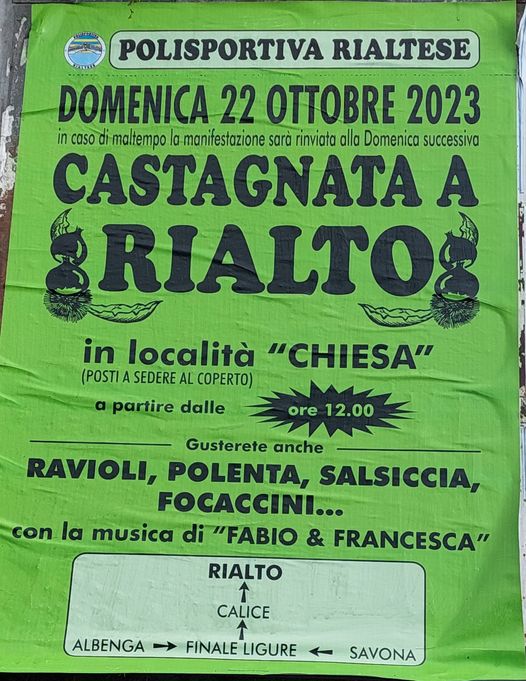 POLISPORTIVA RIALTESE
DOMENICA 22 OTTOBRE 2023
in caso di maltempo la manifestazione sarà rinviata alla Domenica successiva
CASTAGNATA A
RIALTO
in località "CHIESA"
(POSTI A SEDERE AL COPERTO)
a partire dalle ore 12.00
Gusterete anche
RAVIOLI, POLENTA, SALSICCIA,
FOCACCINI...
con la musica di "FABIO & FRANCESCA"
RIALTO
CALICE
ALBENGA → FINALE LIGURE ← SAVONA